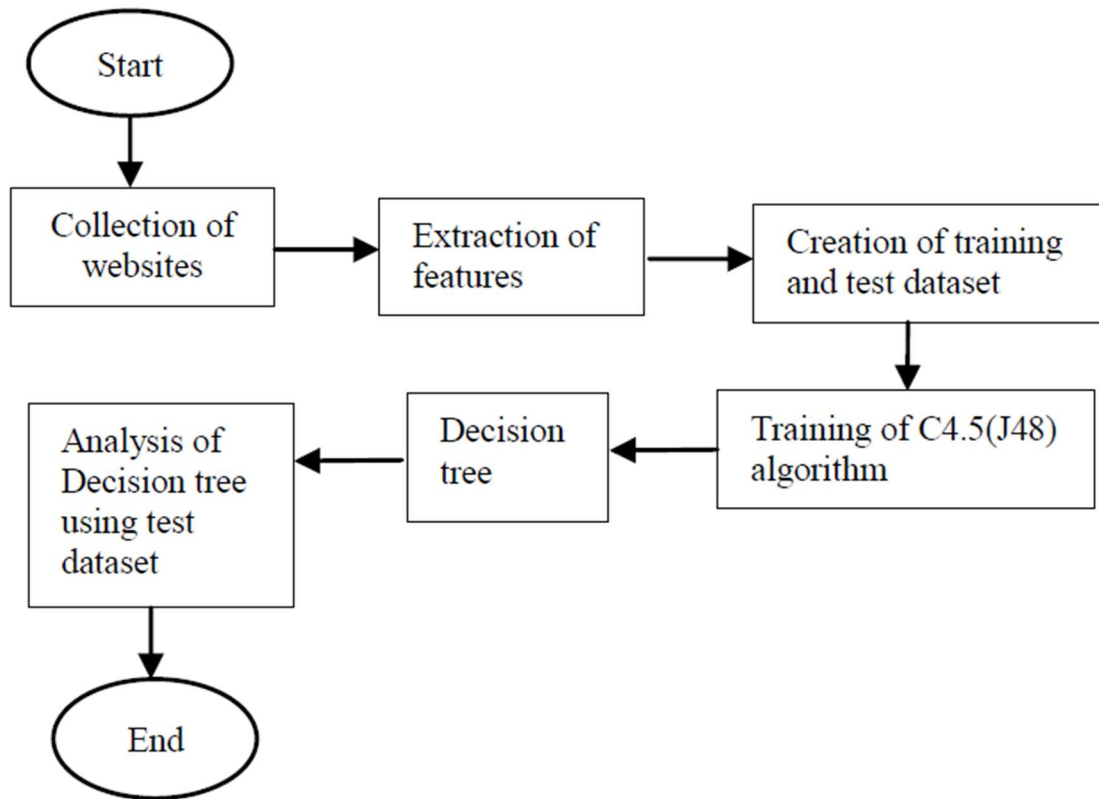 Start
Collection of
websites
Extraction of
features
Creation of training
and test dataset
Training of C4.5(J48)
algorithm
Decision
tree
Analysis of
Decision tree
using test
dataset
End